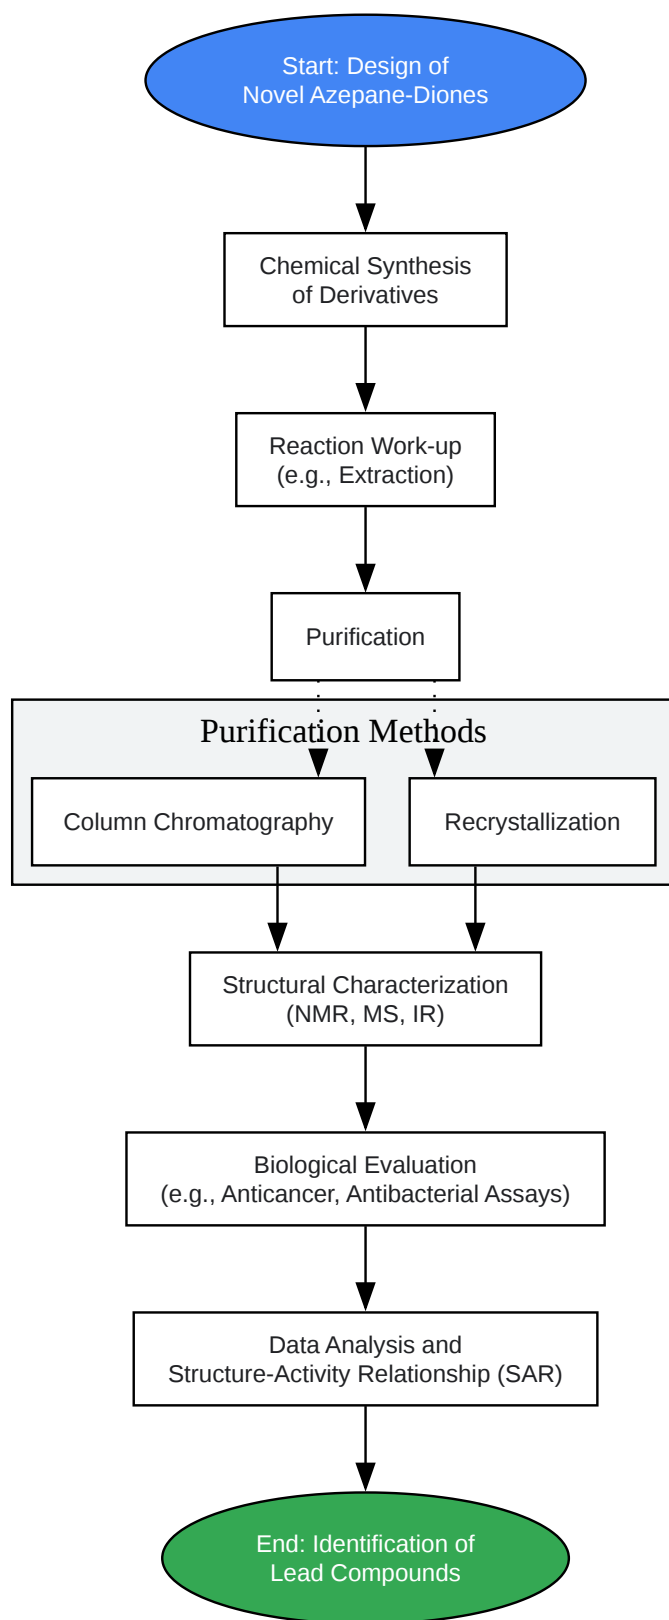 Start: Design of
Novel Azepane-Diones
Chemical Synthesis
of Derivatives
Reaction Work-up
(e.g., Extraction)
Purification
Purification Methods
Column Chromatography
Recrystallization
Structural Characterization
(NMR, MS, IR)
Biological Evaluation
(e.g., Anticancer, Antibacterial Assays)
Data Analysis and
Structure-Activity Relationship (SAR)
End: Identification of
Lead Compounds